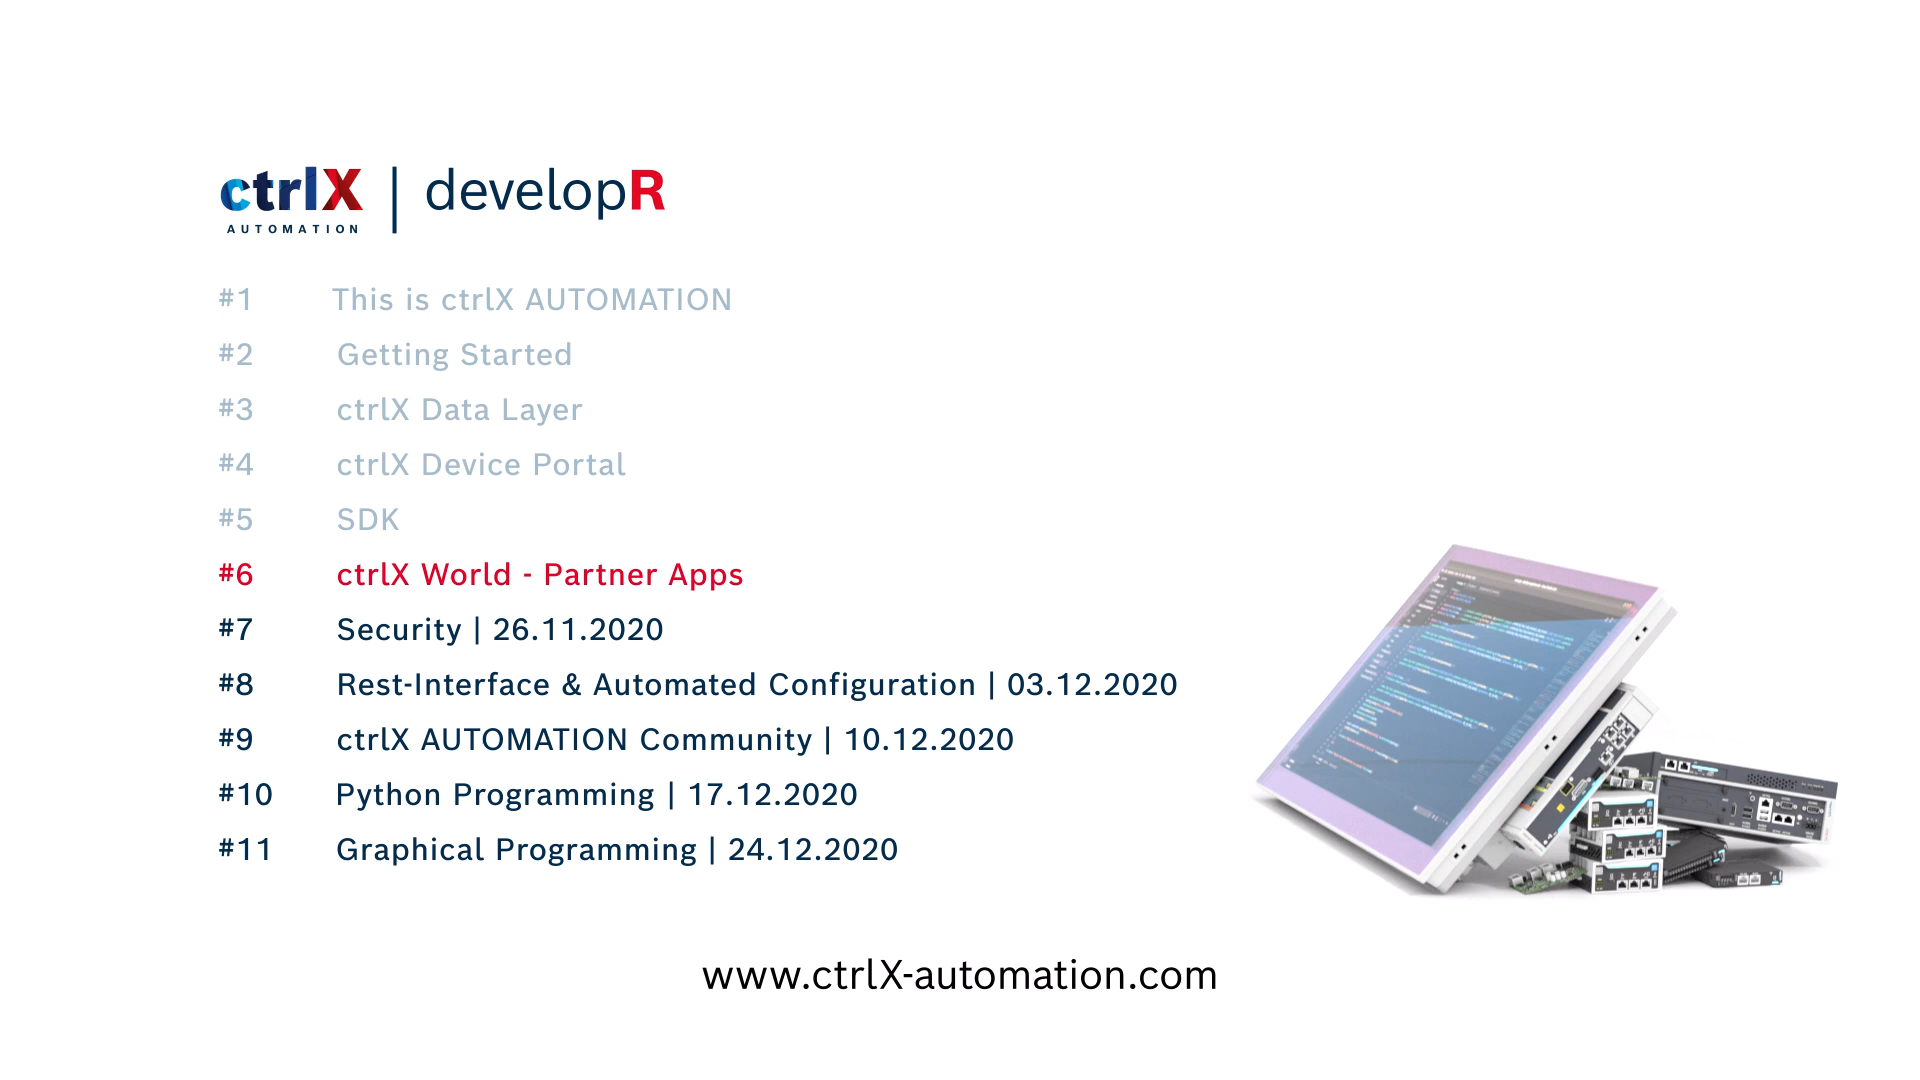 ctrlX | developR
AUTOMATION
#1 This is ctrlX AUTOMATION
#2 Getting Started
#3 ctrlX Data Layer
#4 ctrlX Device Portal
#5 SDK
#6 ctrlX World - Partner Apps
#7 Security | 26.11.2020
#8 Rest-Interface & Automated Configuration | 03.12.2020
#9 ctrlX AUTOMATION Community | 10.12.2020
#10 Python Programming | 17.12.2020
#11 Graphical Programming | 24.12.2020
www.ctrlX-automation.com